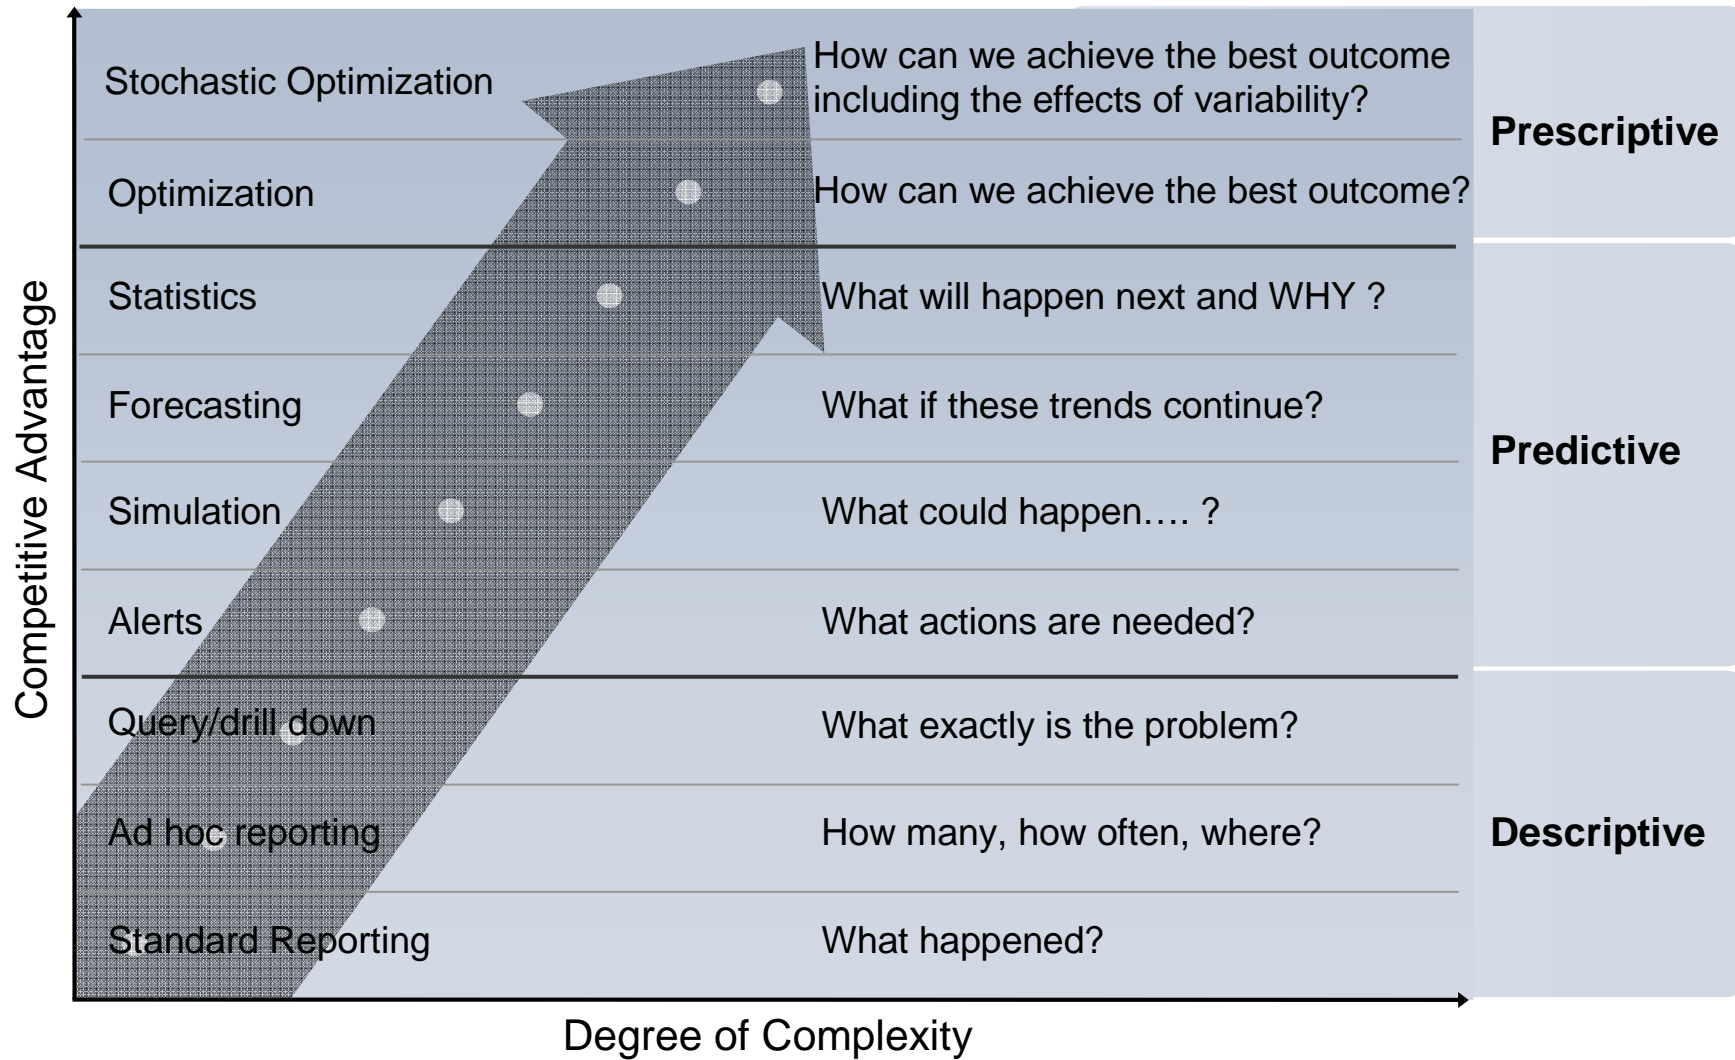 Stochastic Optimization
How can we achieve the best outcome
including the effects of variability?
Prescriptive
Optimization
How can we achieve the best outcome?
Statistics
What will happen next and WHY ?
Forecasting
What if these trends continue?
Predictive
Simulation
What could happen…. ?
Alerts
What actions are needed?
Query/drill down
What exactly is the problem?
Ad hoc reporting
How many, how often, where?
Descriptive
Standard Reporting
What happened?
Competitive Advantage
Degree of Complexity